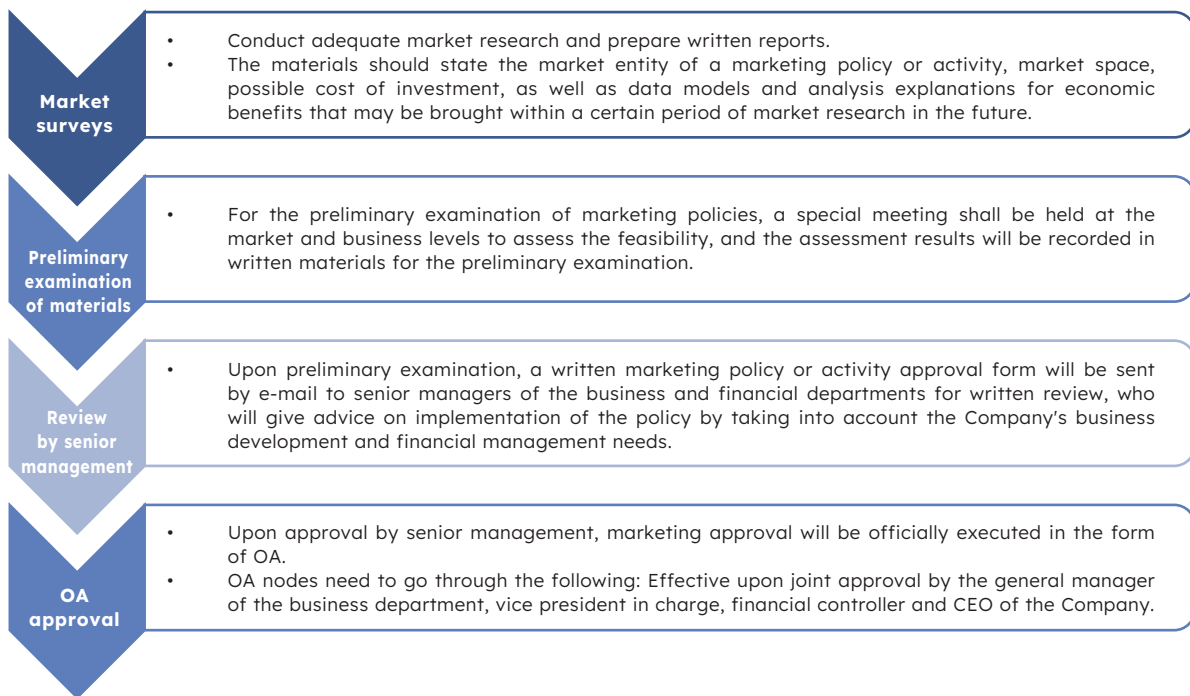 Market
surveys
• Conduct adequate market research and prepare written reports.
• The materials should state the market entity of a marketing policy or activity, market space,
possible cost of investment, as well as data models and analysis explanations for economic
benefits that may be brought within a certain period of market research in the future.
Preliminary
examination
of materials
• For the preliminary examination of marketing policies, a special meeting shall be held at the
market and business levels to assess the feasibility, and the assessment results will be recorded in
written materials for the preliminary examination.
Review
by senior
management
• Upon preliminary examination, a written marketing policy or activity approval form will be sent
by e-mail to senior managers of the business and financial departments for written review, who
will give advice on implementation of the policy by taking into account the Company's business
development and financial management needs.
OA
approval
• Upon approval by senior management, marketing approval will be officially executed in the form
of OA.
• OA nodes need to go through the following: Effective upon joint approval by the general manager
of the business department, vice president in charge, financial controller and CEO of the Company.